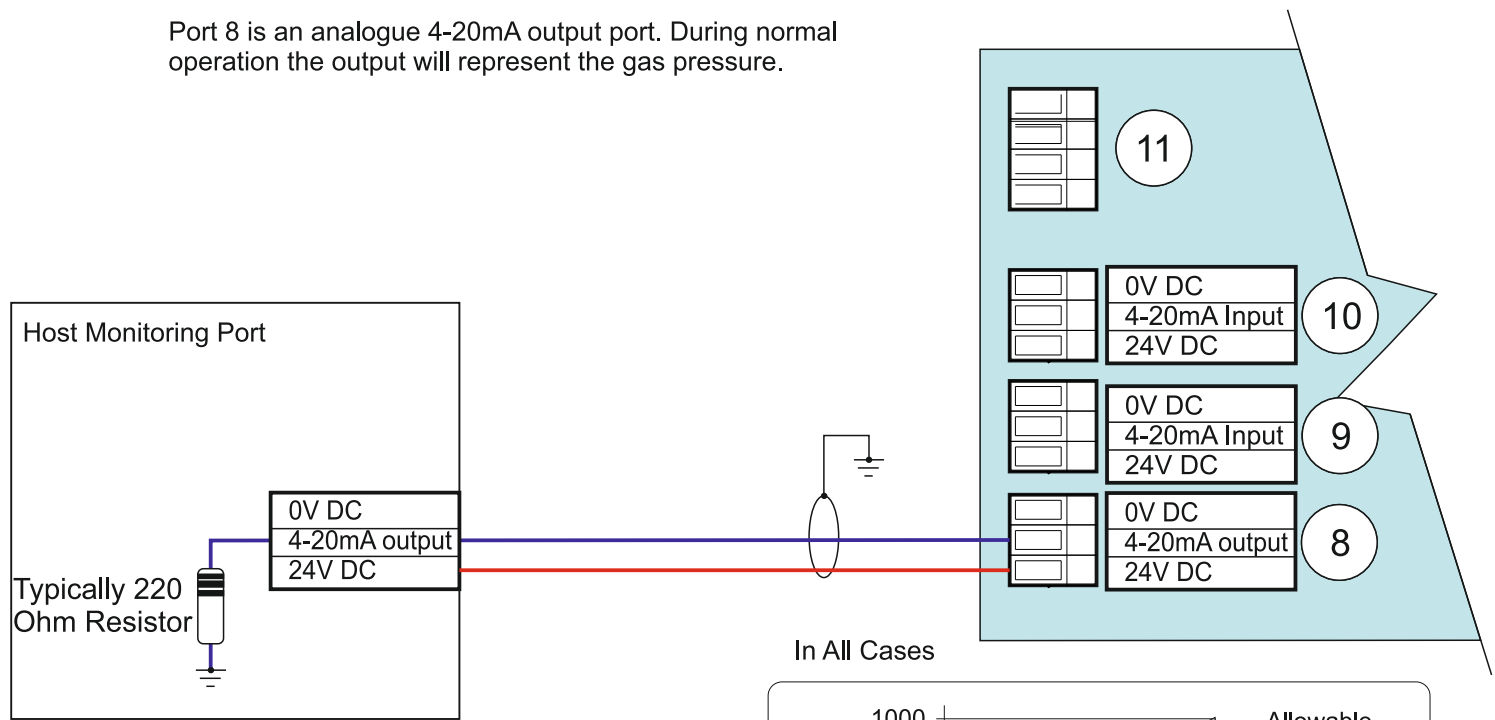 Port 8 is an analogue 4-20mA output port. During normal
operation the output will represent the gas pressure.
11
0V DC
4-20mA Input
24V DC
10
Host Monitoring Port
0V DC
4-20mA Input
24V DC
9
0V DC
4-20mA output
24V DC
0V DC
4-20mA output
24V DC
8
Typically 220
Ohm Resistor
In All Cases
1000
Allowable